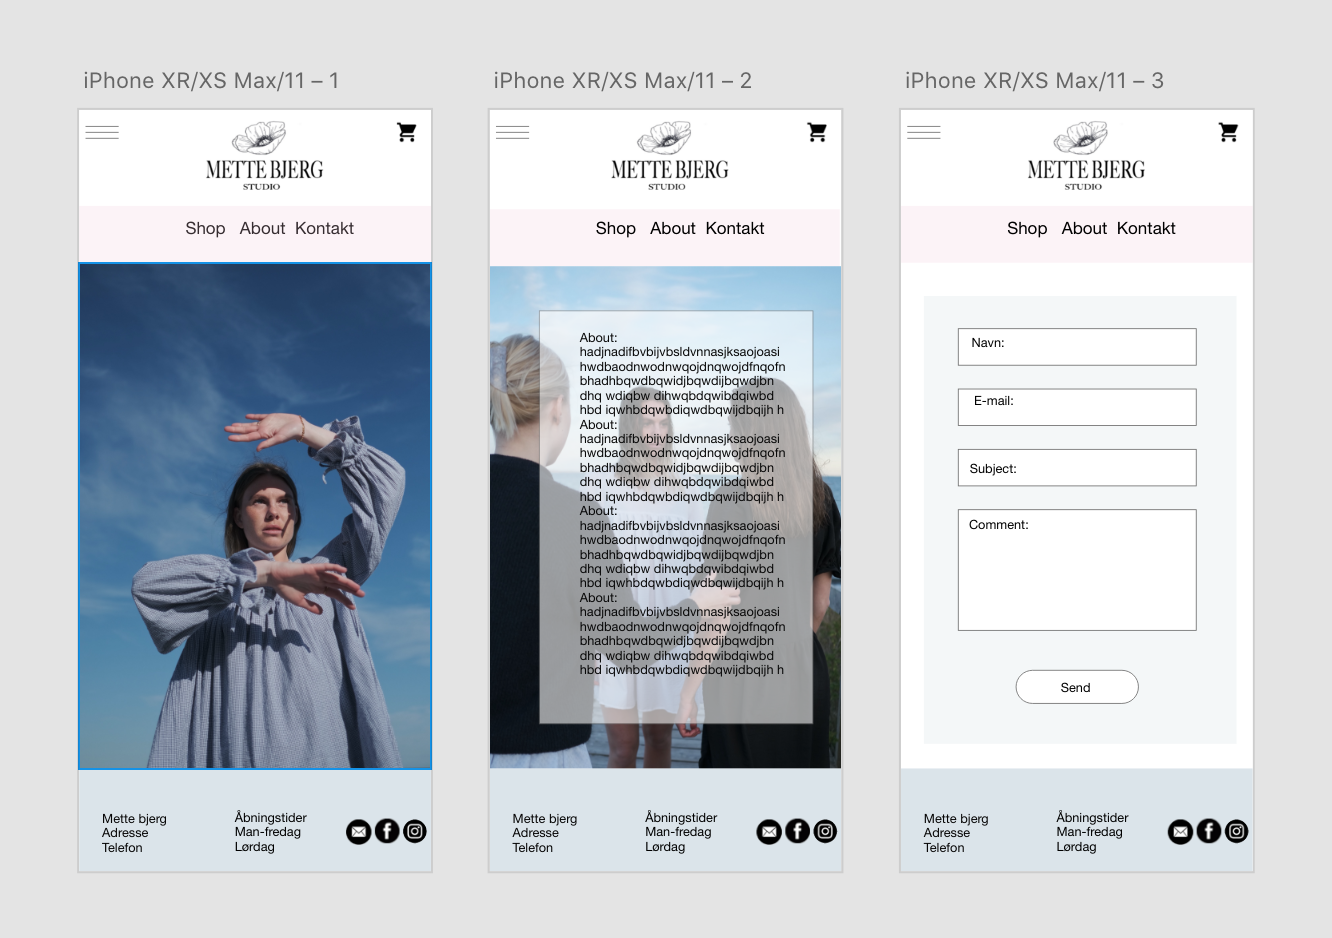 iPhone XR/XS Max/11 – 1
METTE BJERG
STUDIO
Shop About Kontakt
Mette bjerg
Adresse
Telefon
Åbningstider
Man-fredag
Lørdag
iPhone XR/XS Max/11 – 2
METTE BJERG
STUDIO
Shop About Kontakt
About:
hadjnadifbvbijvbsldvnnasjksaojoasi
hwdbaodnwodnwqojdnqwojdfnqofn
bhadhbqwdbqwidjbqwdijbqwdjbn
dhq wdiqbw dihwqbdqwibdqiwbd
hbd iqwhbdqwbdiqwdbqwijdbqijh h
About:
hadjnadifbvbijvbsldvnnasjksaojoasi
hwdbaodnwodnwqojdnqwojdfnqofn
bhadhbqwdbqwidjbqwdijbqwdjbn
dhq wdiqbw dihwqbdqwibdqiwbd
hbd iqwhbdqwbdiqwdbqwijdbqijh h
About:
hadjnadifbvbijvbsldvnnasjksaojoasi
hwdbaodnwodnwqojdnqwojdfnqofn
bhadhbqwdbqwidjbqwdijbqwdjbn
dhq wdiqbw dihwqbdqwibdqiwbd
hbd iqwhbdqwbdiqwdbqwijdbqijh h
About:
hadjnadifbvbijvbsldvnnasjksaojoasi
hwdbaodnwodnwqojdnqwojdfnqofn
bhadhbqwdbqwidjbqwdijbqwdjbn
dhq wdiqbw dihwqbdqwibdqiwbd
hbd iqwhbdqwbdiqwdbqwijdbqijh h
Mette bjerg
Adresse
Telefon
Åbningstider
Man-fredag
Lørdag
iPhone XR/XS Max/11 – 3
METTE BJERG
STUDIO
Shop About Kontakt
Navn:
E-mail:
Subject:
Comment:
Send
Mette bjerg
Adresse
Telefon
Åbningstider
Man-fredag
Lørdag